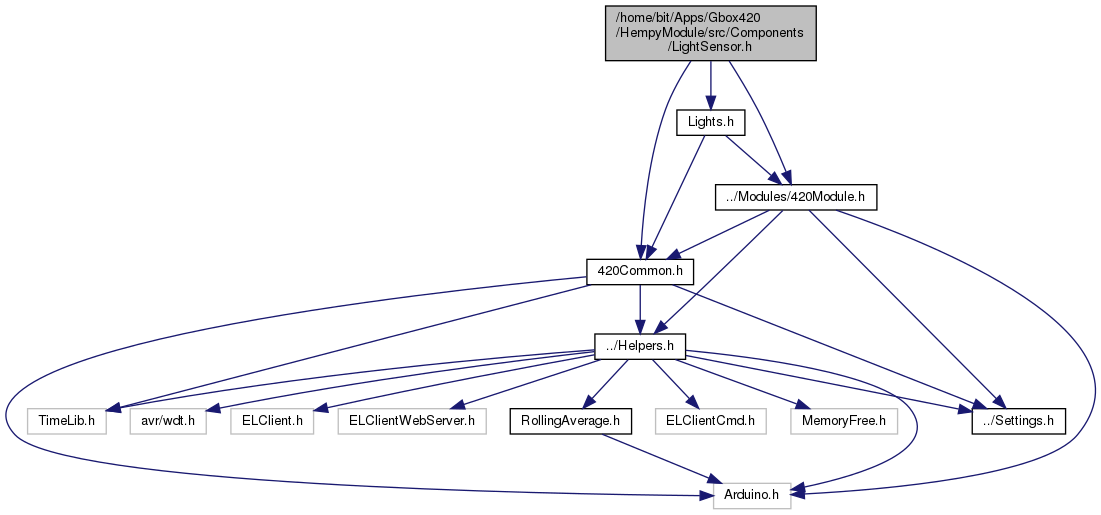 /home/bit/Apps/Gbox420
/HempyModule/src/Components
/LightSensor.h
Lights.h
../Modules/420Module.h
420Common.h
../Helpers.h
TimeLib.h
avr/wdt.h
ELClient.h
ELClientWebServer.h
RollingAverage.h
ELClientCmd.h
MemoryFree.h
../Settings.h
Arduino.h